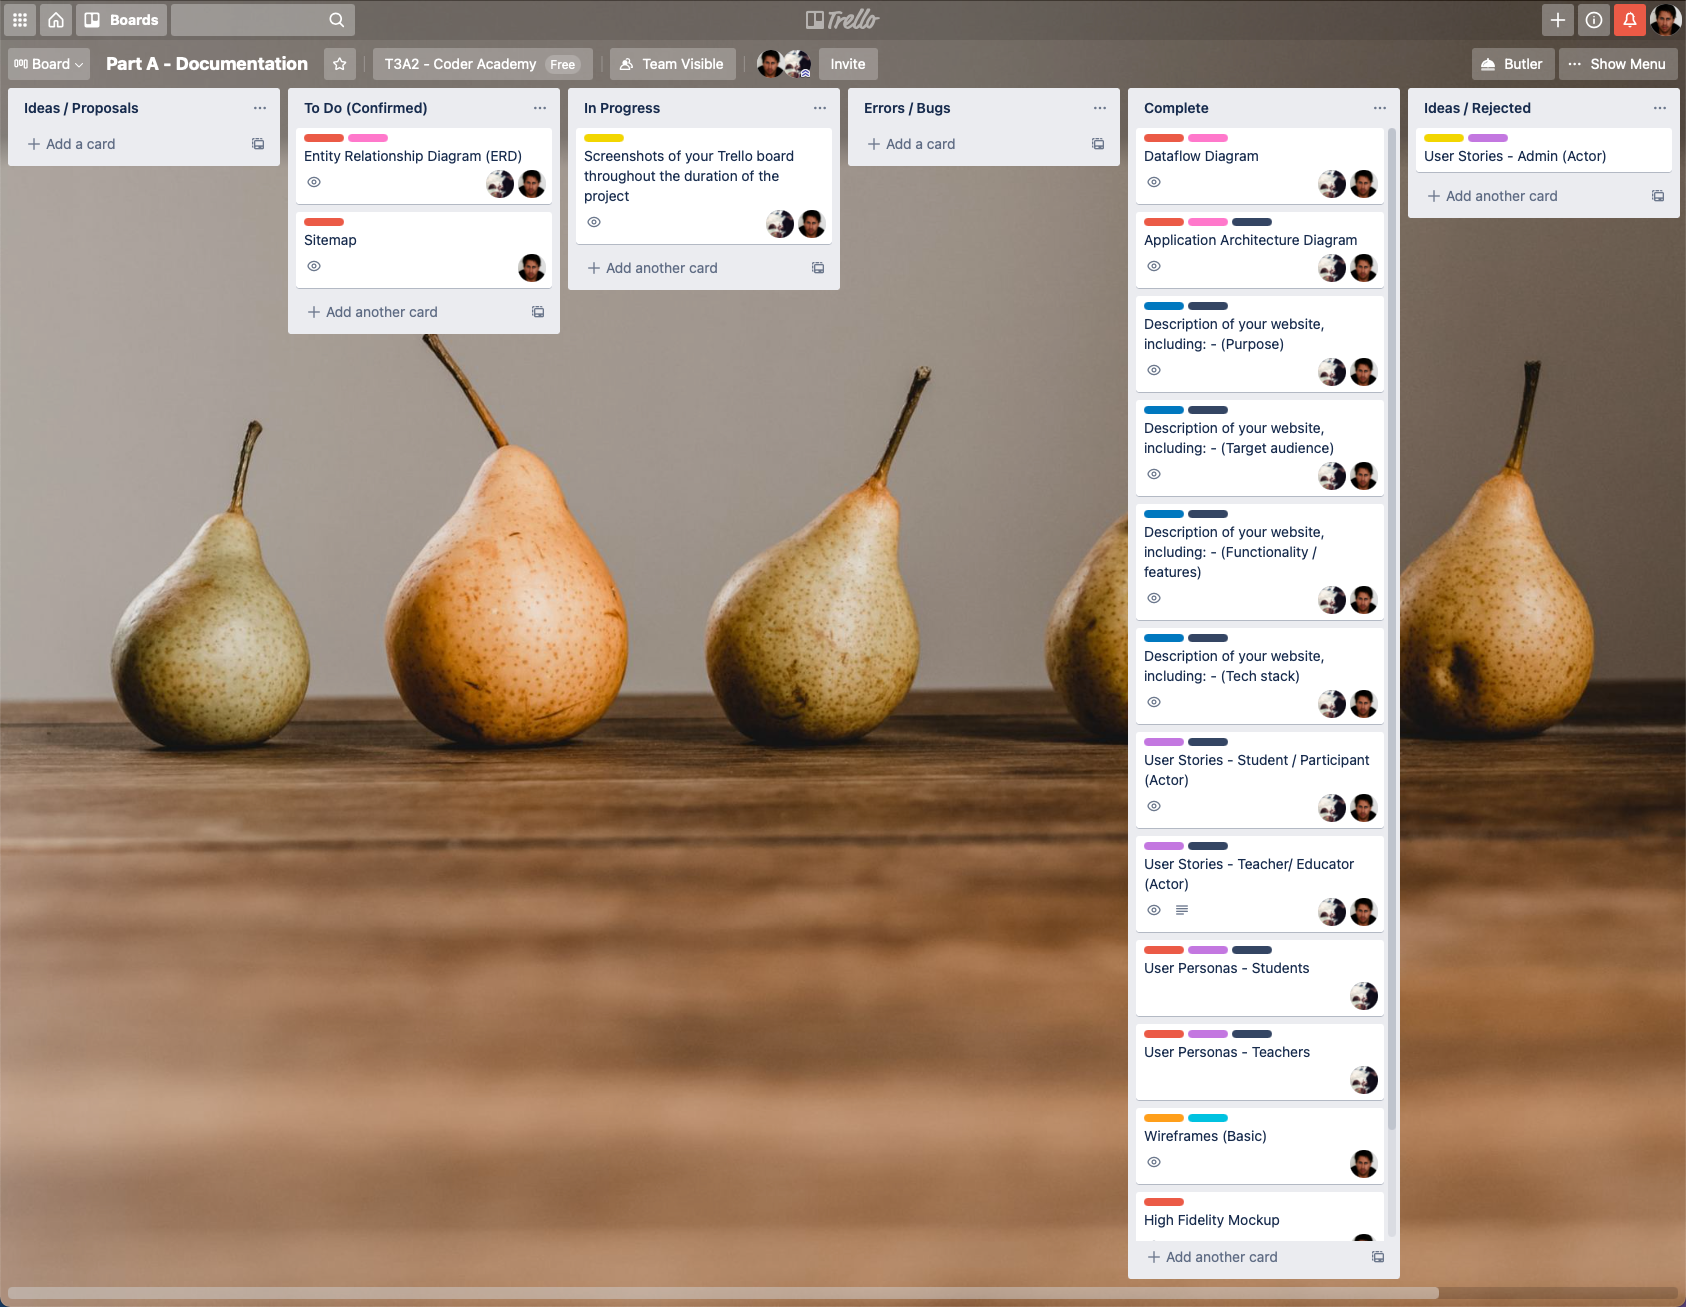 Boards
Trello
Board
Part A - Documentation
T3A2 - Coder Academy Free
Team Visible
Invite
Butler
Show Menu
Ideas / Proposals
Add a card
To Do (Confirmed)
Entity Relationship Diagram (ERD)
Sitemap
Add another card
In Progress
Screenshots of your Trello board
throughout the duration of the
project
Add another card
Errors / Bugs
Add a card
Complete
Dataflow Diagram
Application Architecture Diagram
Description of your website,
including: - (Purpose)
Description of your website,
including: - (Target audience)
Description of your website,
including: - (Functionality /
features)
Description of your website,
including: - (Tech stack)
User Stories - Student / Participant
(Actor)
User Stories - Teacher/ Educator
(Actor)
User Personas - Students
User Personas - Teachers
Wireframes (Basic)
High Fidelity Mockup
Add another card
Ideas / Rejected
User Stories - Admin (Actor)
Add another card